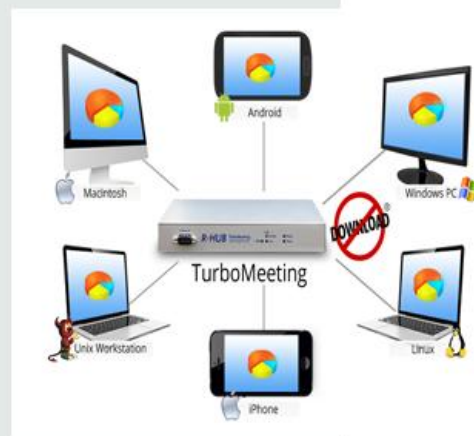 Android
Macintosh
Windows PC
R-HUB
DOWNLOAD
TurboMeeting
Unix Workstation
Linux
iPhone